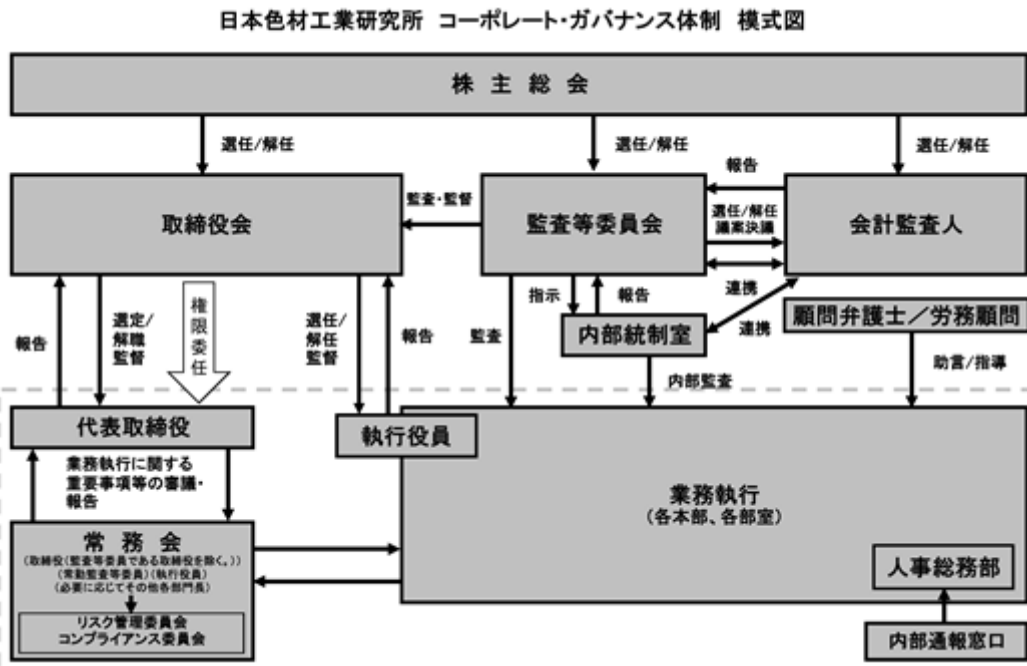 日本色材工業研究所 コーポレート・ガバナンス体制 模式図
株 主 総 会
選任/解任
選任/解任
選任/解任
取締役会
監査・監督
監査等委員会
報告
選任/解任
議案決議
連携
会計監査人
報告
選定/
解職
監督
権限委任
選任/
解任
監督
報告
監査
指示
報告
内部統制室
連携
顧問弁護士／労務顧問
内部監査
助言/指導
代表取締役
執行役員
業務執行に関する
重要事項等の審議・
報告
業務執行
(各本部、各部室)
常 務 会
(取締役(監査等委員である取締役を除く。))
(常勤監査等委員)(執行役員)
(必要に応じてその他各部門長)
リスク管理委員会
コンプライアンス委員会
人事総務部
内部通報窓口